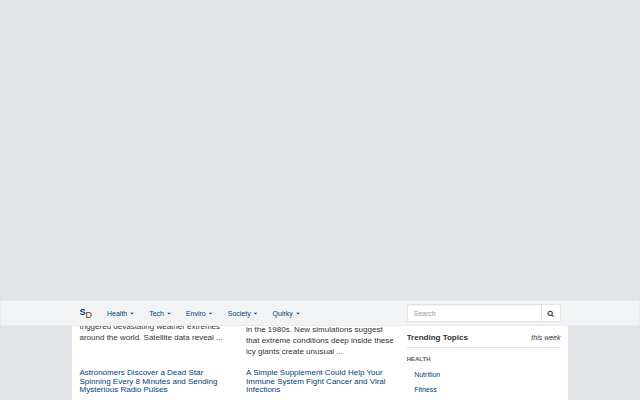 SD Health Tech Enviro Society Quirky Search
triggered devastating weather extremes
around the world. Satellite data reveal ...
in the 1980s. New simulations suggest
that extreme conditions deep inside these
icy giants create unusual ...
Astronomers Discover a Dead Star
Spinning Every 8 Minutes and Sending
Mysterious Radio Pulses
A Simple Supplement Could Help Your
Immune System Fight Cancer and Viral
Infections
Trending Topics this week
HEALTH
Nutrition
Fitness